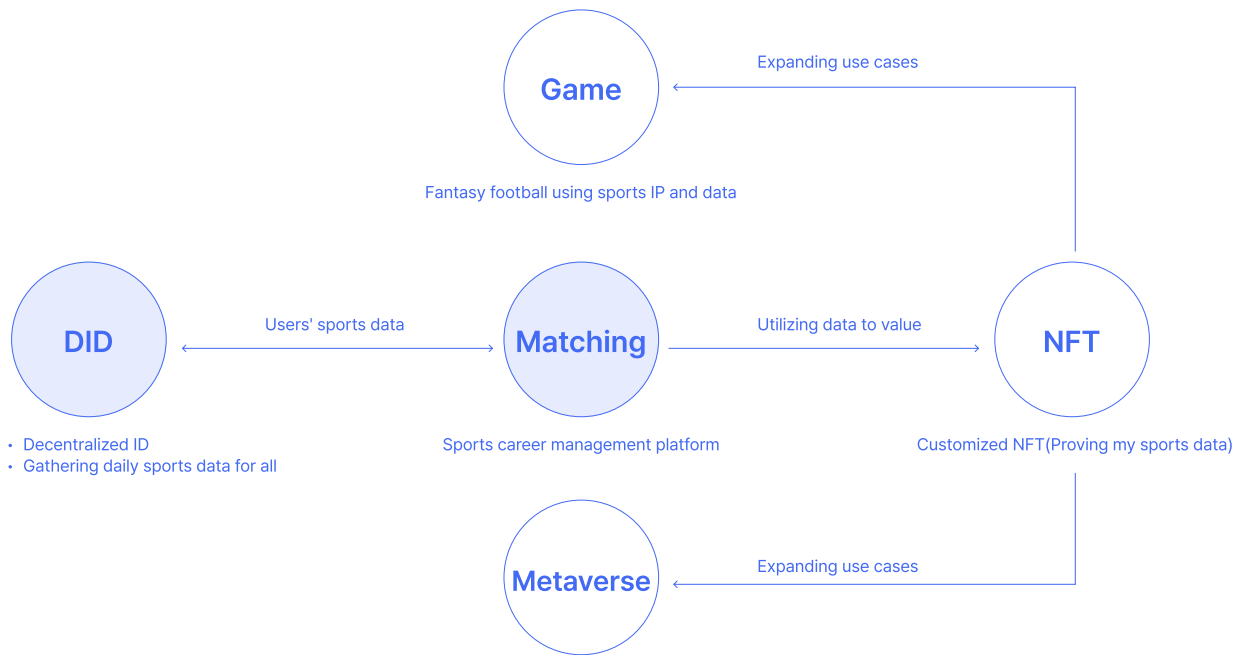 Game
Expanding use cases
Fantasy football using sports IP and data
DID
Users' sports data
Matching
Utilizing data to value
NFT
• Decentralized ID
• Gathering daily sports data for all
Sports career management platform
Customized NFT(Proving my sports data)
Metaverse
Expanding use cases